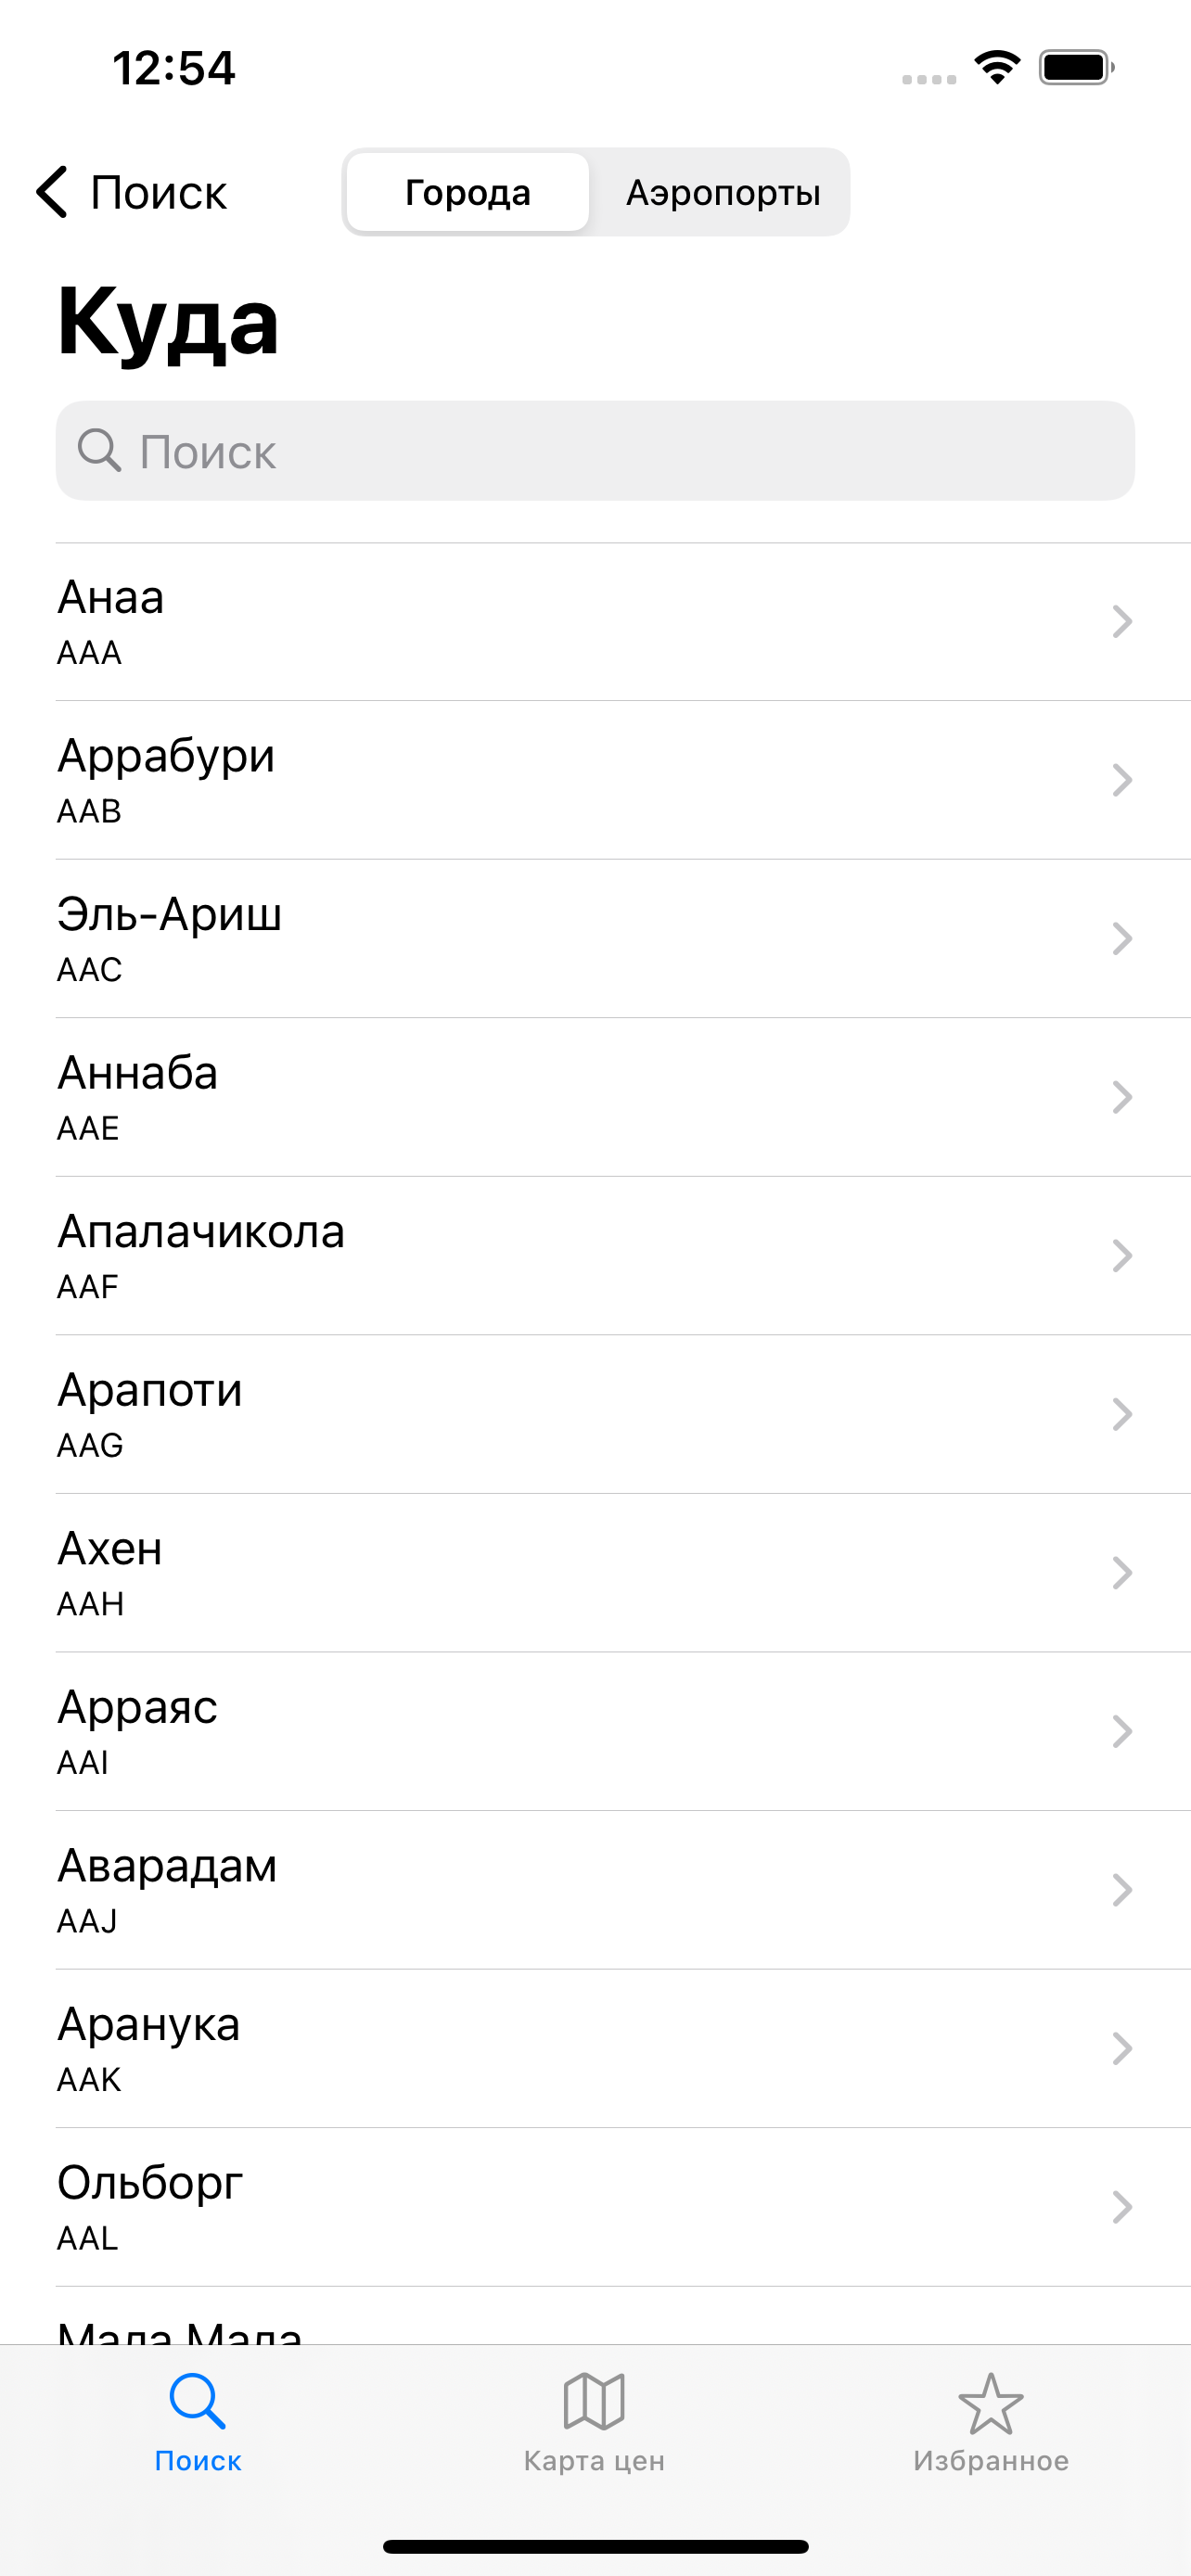 12:54
Поиск
Города
Аэропорты
Куда
Поиск
Анаа
AAA
Аррабури
AAB
Эль-Ариш
AAC
Аннаба
AAE
Апалачикола
AAF
Арапоти
AAG
Ахен
AAH
Арраяс
AAI
Аварадам
AAJ
Аранука
AAK
Ольборг
AAL
Поиск
Карта цен
Избранное